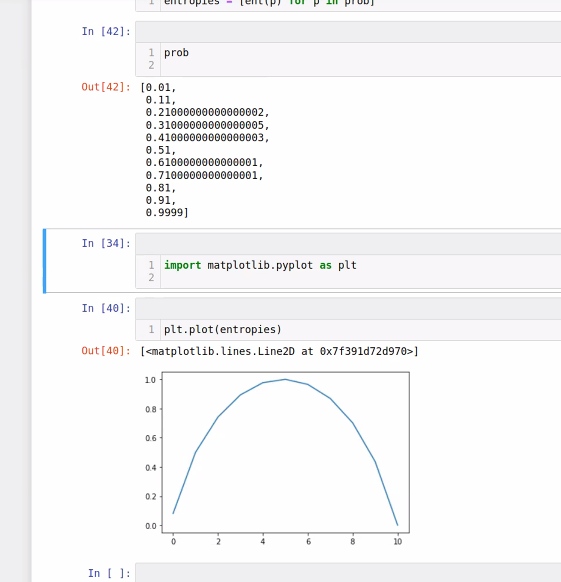 1 entropies = [ent(p) for p in prob]
In [42]:
1 prob
2
Out[42]: [0.01,
0.11,
0.21000000000000002,
0.31000000000000005,
0.41000000000000003,
0.51,
0.6100000000000001,
0.7100000000000001,
0.81,
0.91,
0.9999]
In [34]:
1 import matplotlib.pyplot as plt
2
In [40]:
1 plt.plot(entropies)
Out[40]: [<matplotlib.lines.Line2D at 0x7f391d72d970>]
1.0
0.8
0.6
0.4
0.2
0.0
0 2 4 6 8 10
In [ ]: